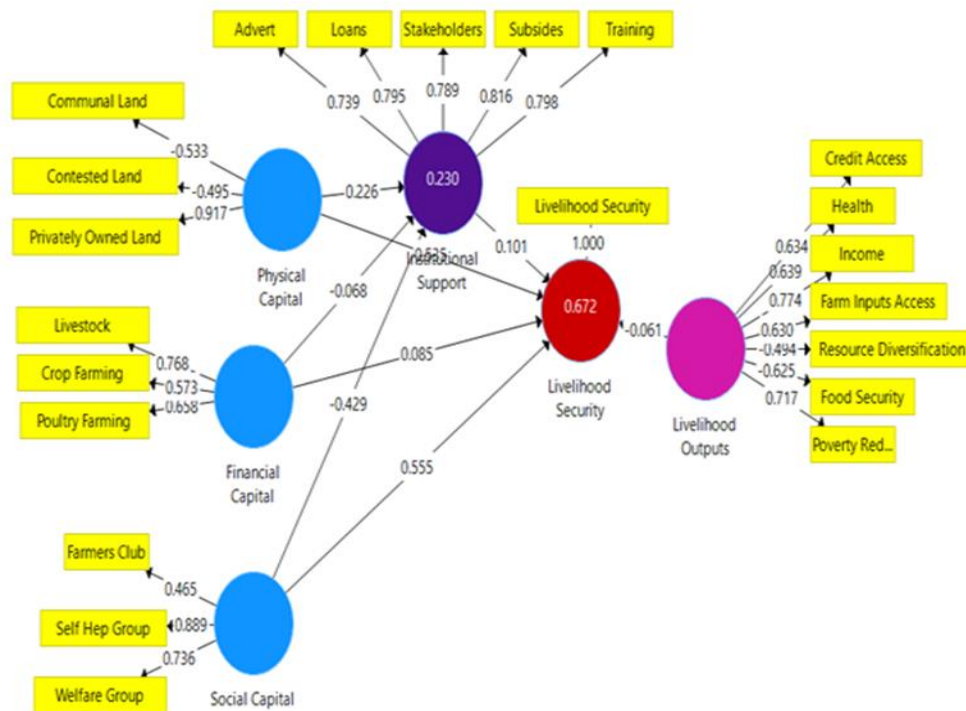 Advert
Loans
Stakeholders
Subsides
Training
0.739
0.795
0.789
0.816
0.798
Communal Land
-0.533
Contested Land
-0.495
Privately Owned Land
0.917
Physical
Capital
0.226
0.230
Institutional
Support
-0.068
0.101
Livelihood Security
1.000
0.672
Livelihood
Security
Livestock
0.768
Crop Farming
0.573
Poultry Farming
0.658
Financial
Capital
0.085
-0.429
0.555
Farmers Club
0.465
Self Hep Group
0.889
Welfare Group
0.736
Social Capital
-0.061
Livelihood
Outputs
Credit Access
0.634
Health
0.639
Income
0.774
Farm Inputs Access
0.630
Resource Diversification
-0.494
Food Security
-0.625
Poverty Red...
0.717